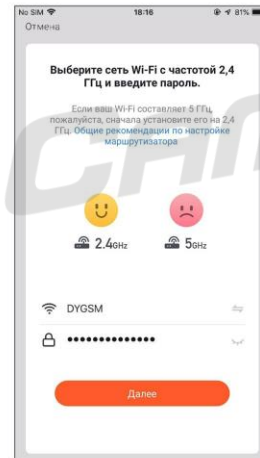 No SIM 18:16 81%
Отмена
Выберите сеть Wi-Fi с частотой 2,4
ГГц и введите пароль.
Если ваш Wi-Fi составляет 5 ГГц,
пожалуйста, сначала установите его на 2,4
ГГц. Общие рекомендации по настройке
маршрутизатора
2.4GHz 5GHz
DYGSM
Далее